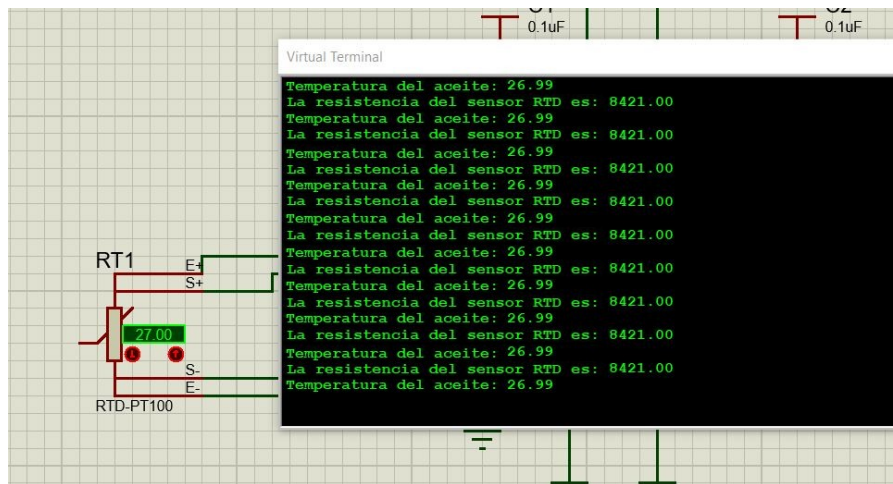 0.1uF
0.1uF
Virtual Terminal
Temperatura del aceite: 26.99
La resistencia del sensor RTD es: 8421.00
Temperatura del aceite: 26.99
La resistencia del sensor RTD es: 8421.00
Temperatura del aceite: 26.99
La resistencia del sensor RTD es: 8421.00
Temperatura del aceite: 26.99
La resistencia del sensor RTD es: 8421.00
Temperatura del aceite: 26.99
La resistencia del sensor RTD es: 8421.00
Temperatura del aceite: 26.99
La resistencia del sensor RTD es: 8421.00
Temperatura del aceite: 26.99
La resistencia del sensor RTD es: 8421.00
Temperatura del aceite: 26.99
La resistencia del sensor RTD es: 8421.00
Temperatura del aceite: 26.99
La resistencia del sensor RTD es: 8421.00
Temperatura del aceite: 26.99
RT1
E+
S+
27.00
S-
E-
RTD-PT100